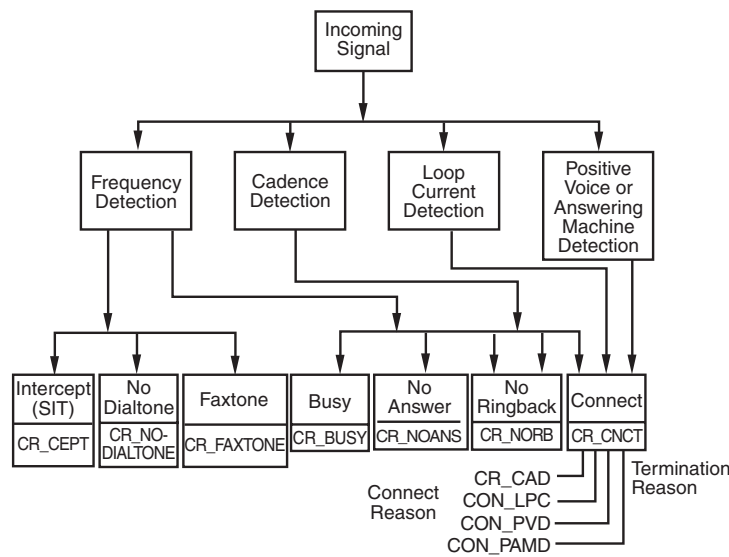 Incoming
Signal
Frequency
Detection
Cadence
Detection
Loop
Current
Detection
Positive
Voice or
Answering
Machine
Detection
Intercept
(SIT)
CR_CEPT
No
Dialtone
CR_NO-
DIALTONE
Faxtone
CR_FAXTONE
Busy
CR_BUSY
No
Answer
CR_NOANS
No
Ringback
CR_NORB
Connect
CR_CNCT
Connect
Reason
CR_CAD
CON_LPC
CON_PVD
CON_PAMD
Termination
Reason